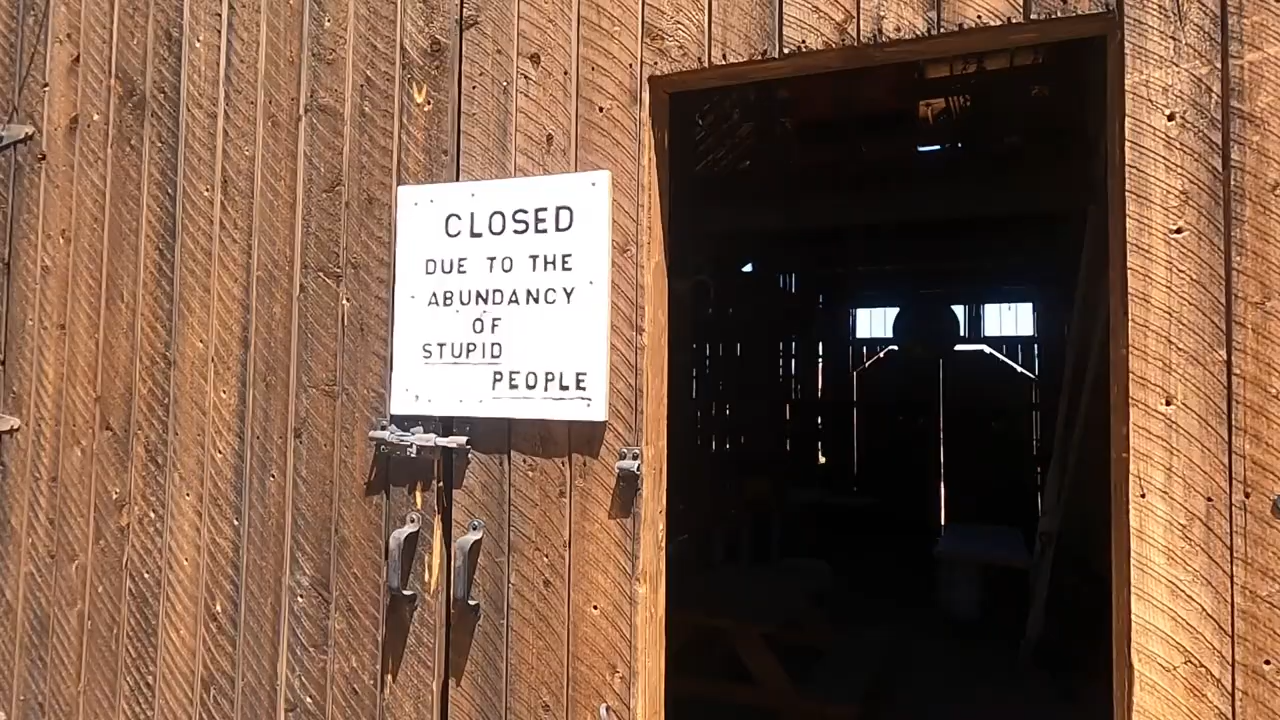 CLOSED
DUE TO THE
ABUNDANCY
OF
STUPID
PEOPLE